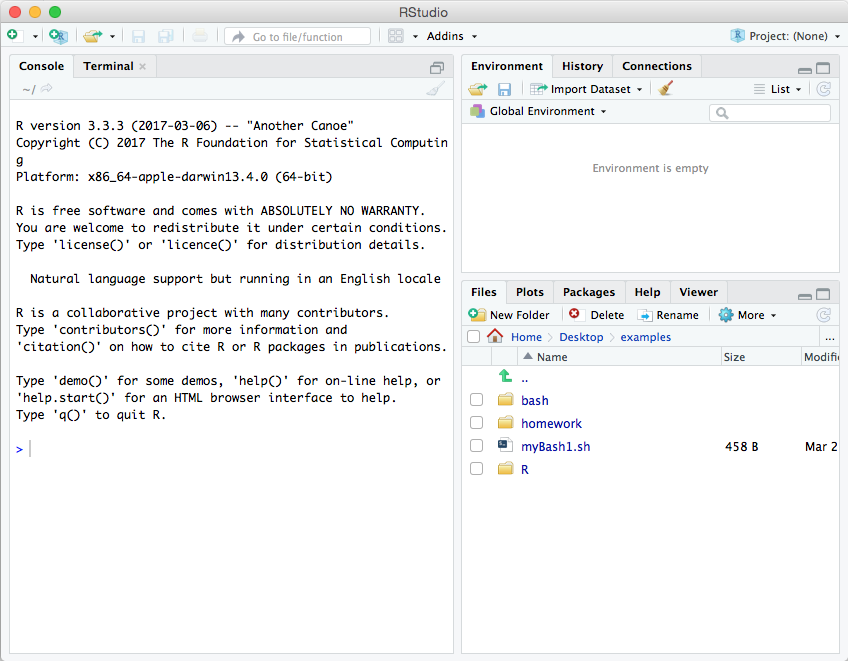 RStudio
Go to file/function
Addins
Project: (None)
Console Terminal
~/
R version 3.3.3 (2017-03-06) -- "Another Canoe"
Copyright (C) 2017 The R Foundation for Statistical Computin
g
Platform: x86_64-apple-darwin13.4.0 (64-bit)
R is free software and comes with ABSOLUTELY NO WARRANTY.
You are welcome to redistribute it under certain conditions.
Type 'license()' or 'licence()' for distribution details.
Natural language support but running in an English locale
R is a collaborative project with many contributors.
Type 'contributors()' for more information and
'citation()' on how to cite R or R packages in publications.
Type 'demo()' for some demos, 'help()' for on-line help, or
'help.start()' for an HTML browser interface to help.
Type 'q()' to quit R.
>
Environment History Connections
Import Dataset List
Global Environment
Environment is empty
Files Plots Packages Help Viewer
New Folder Delete Rename More
Home Desktop examples ...
Name Size Modifi
..
bash
homework
myBash1.sh 458 B Mar 2
R